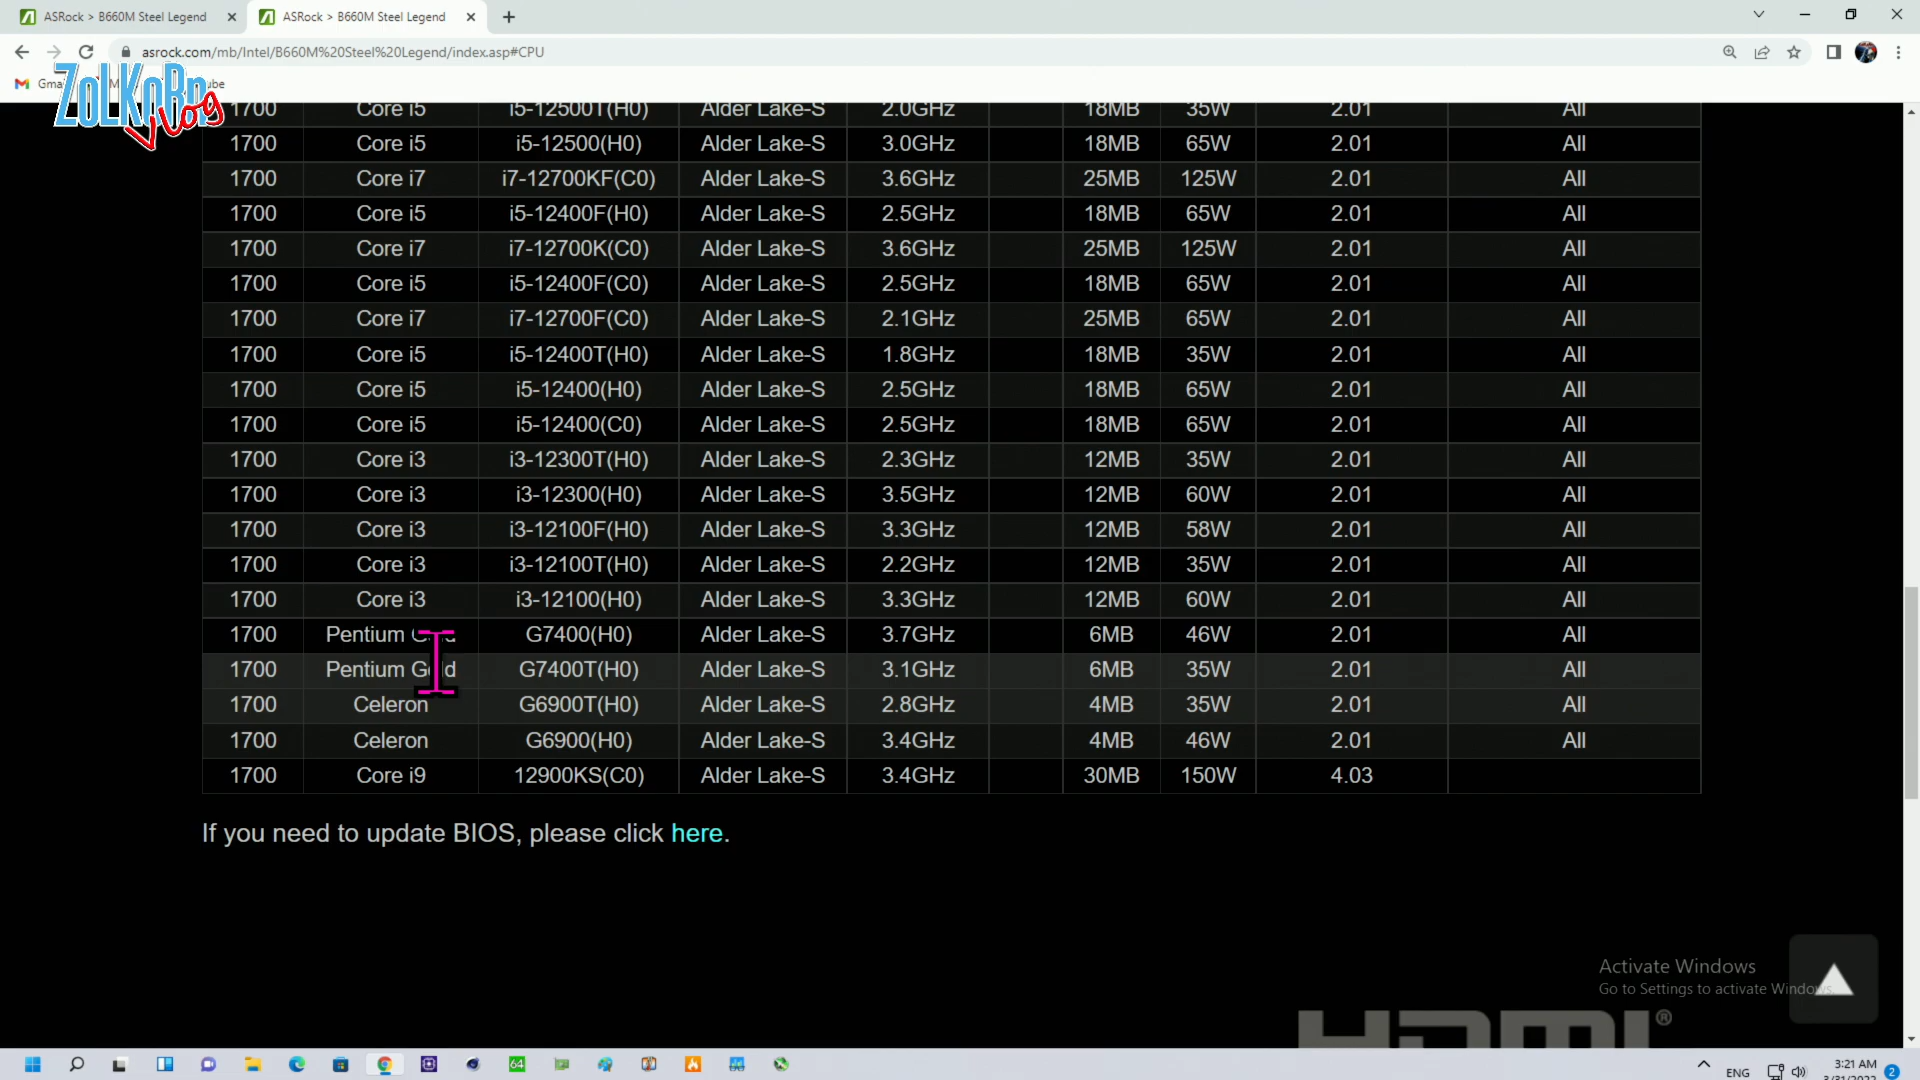 ASRock > B660M Steel Legend
ASRock > B660M Steel Legend
asrock.com/mb/Intel/B660M%20Steel%20Legend/index.asp#CPU
ZoLKoRn
Vlog
1700 Core i5 i5-12500T(H0) Alder Lake-S 2.0GHz 18MB 35W 2.01 All
1700 Core i5 i5-12500(H0) Alder Lake-S 3.0GHz 18MB 65W 2.01 All
1700 Core i7 i7-12700KF(C0) Alder Lake-S 3.6GHz 25MB 125W 2.01 All
1700 Core i5 i5-12400F(H0) Alder Lake-S 2.5GHz 18MB 65W 2.01 All
1700 Core i7 i7-12700K(C0) Alder Lake-S 3.6GHz 25MB 125W 2.01 All
1700 Core i5 i5-12400F(C0) Alder Lake-S 2.5GHz 18MB 65W 2.01 All
1700 Core i7 i7-12700F(C0) Alder Lake-S 2.1GHz 25MB 65W 2.01 All
1700 Core i5 i5-12400T(H0) Alder Lake-S 1.8GHz 18MB 35W 2.01 All
1700 Core i5 i5-12400(H0) Alder Lake-S 2.5GHz 18MB 65W 2.01 All
1700 Core i5 i5-12400(C0) Alder Lake-S 2.5GHz 18MB 65W 2.01 All
1700 Core i3 i3-12300T(H0) Alder Lake-S 2.3GHz 12MB 35W 2.01 All
1700 Core i3 i3-12300(H0) Alder Lake-S 3.5GHz 12MB 60W 2.01 All
1700 Core i3 i3-12100F(H0) Alder Lake-S 3.3GHz 12MB 58W 2.01 All
1700 Core i3 i3-12100T(H0) Alder Lake-S 2.2GHz 12MB 35W 2.01 All
1700 Core i3 i3-12100(H0) Alder Lake-S 3.3GHz 12MB 60W 2.01 All
1700 Pentium Gold G7400(H0) Alder Lake-S 3.7GHz 6MB 46W 2.01 All
1700 Pentium Gold G7400T(H0) Alder Lake-S 3.1GHz 6MB 35W 2.01 All
1700 Celeron G6900T(H0) Alder Lake-S 2.8GHz 4MB 35W 2.01 All
1700 Celeron G6900(H0) Alder Lake-S 3.4GHz 4MB 46W 2.01 All
1700 Core i9 12900KS(C0) Alder Lake-S 3.4GHz 30MB 150W 4.03
If you need to update BIOS, please click here.
Activate Windows
Go to Settings to activate Windows.
HDMI®
64
ENG
3:21 AM
3/31/2022
2